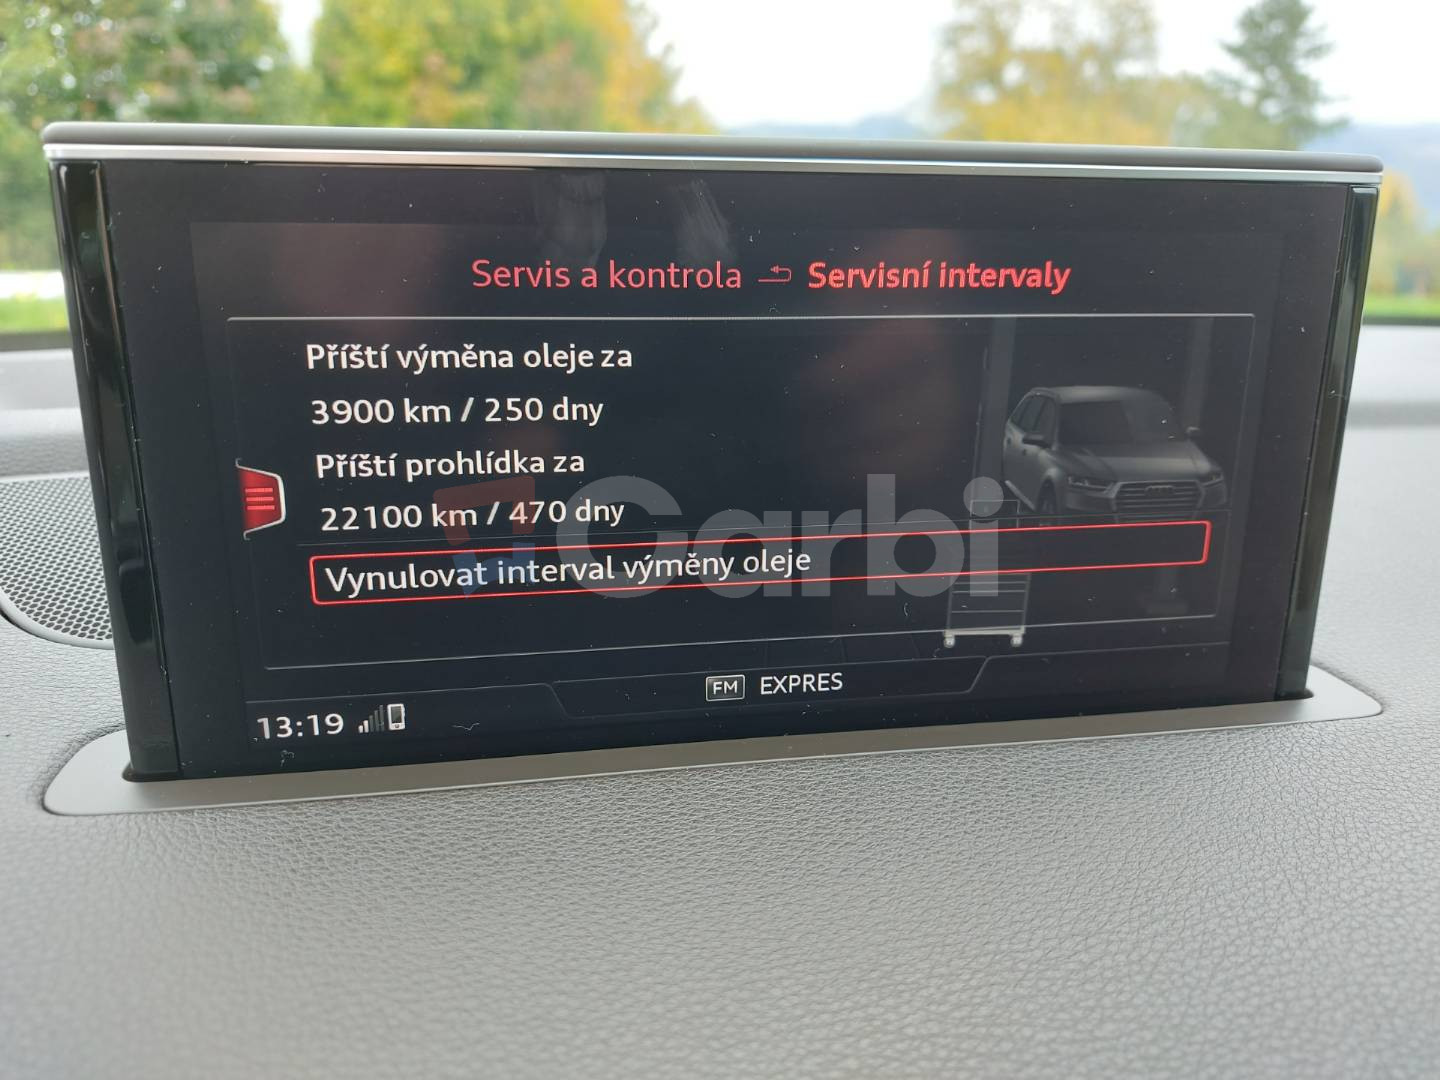 Servis a kontrola Servisní intervaly
Příští výměna oleje za
3900 km / 250 dny
Příští prohlídka za
22100 km / 470 dny
Garbi
Vynulovat interval výměny oleje
FM EXPRES
13:19